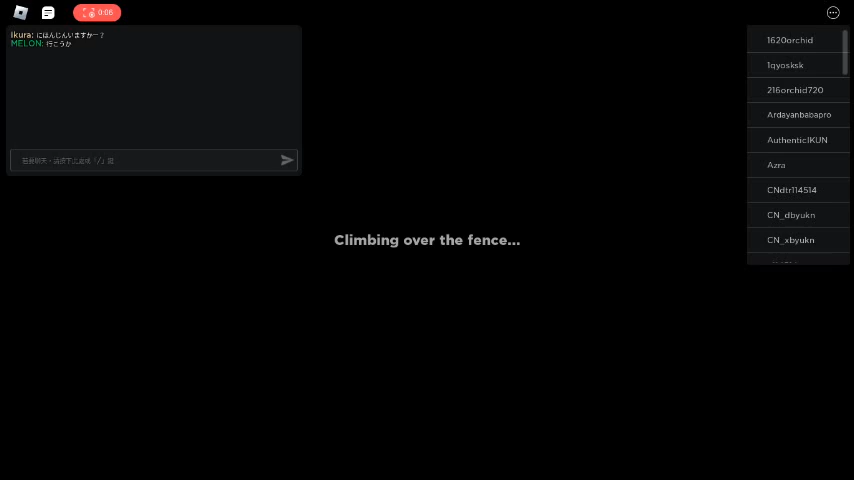 0:06
Ikura: にほんじんいますかー？
MELON: 行こうか
Climbing over the fence...
1620orchid
1qyosksk
216orchid720
Ardayanbabapro
AuthenticIKUN
Azra
CNdtr114514
CN_dbyukn
CN_xbyukn